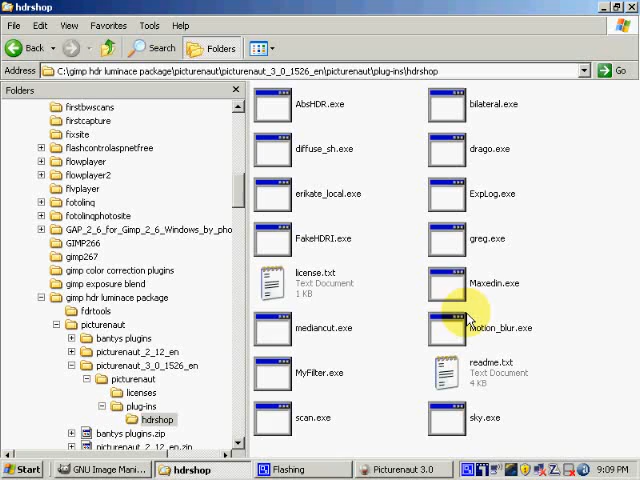 hdrshop
File Edit View Favorites Tools Help
Back Search Folders
Address C:\gimp hdr luminace package\picturenaut\picturenaut_3_0_1526_en\picturenaut\plug-ins\hdrshop Go
Folders
firstbwscans
firstcapture
fixsite
flashcontrolaspnetfree
flowplayer
flowplayer2
flvplayer
fotolinq
fotolinqphotosite
GAP_2_6_for_Gimp_2_6_Windows_by_pho
GIMP266
gimp267
gimp color correction plugins
gimp exposure blend
gimp hdr luminace package
fdrtools
picturenaut
bantys plugins
picturenaut_2_12_en
picturenaut_3_0_1526_en
picturenaut
licenses
plug-ins
hdrshop
bantys plugins.zip
picturenaut_2_12_en.zip
AbsHDR.exe
bilateral.exe
diffuse_sh.exe
drago.exe
erikate_local.exe
ExpLog.exe
FakeHDRI.exe
greg.exe
license.txt
Text Document
1 KB
Maxedin.exe
mediancut.exe
Motion_blur.exe
MyFilter.exe
readme.txt
Text Document
4 KB
scan.exe
sky.exe
Start GNU Image Mani... hdrshop Flashing Picturenaut 3.0 9:09 PM